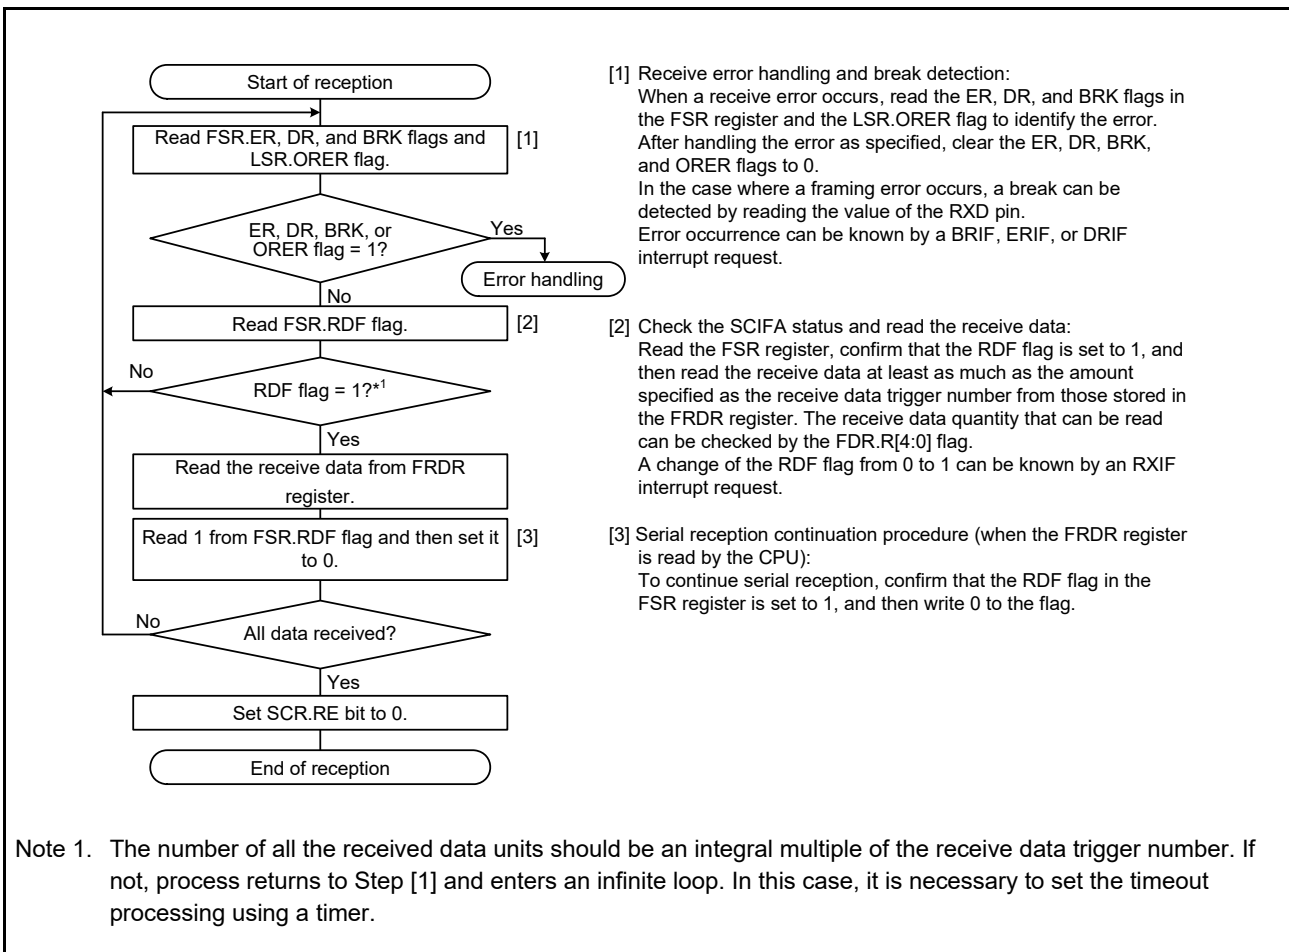 Start of reception
Read FSR.ER, DR, and BRK flags and
LSR.ORER flag.
[1]
ER, DR, BRK, or
ORER flag = 1?
Yes
Error handling
No
Read FSR.RDF flag.
[2]
No
RDF flag = 1?*1
Yes
Read the receive data from FRDR
register.
Read 1 from FSR.RDF flag and then set it
to 0.
[3]
No
All data received?
Yes
Set SCR.RE bit to 0.
End of reception
[1] Receive error handling and break detection:
When a receive error occurs, read the ER, DR, and BRK flags in
the FSR register and the LSR.ORER flag to identify the error.
After handling the error as specified, clear the ER, DR, BRK,
and ORER flags to 0.
In the case where a framing error occurs, a break can be
detected by reading the value of the RXD pin.
Error occurrence can be known by a BRIF, ERIF, or DRIF
interrupt request.
[2] Check the SCIFA status and read the receive data:
Read the FSR register, confirm that the RDF flag is set to 1, and
then read the receive data at least as much as the amount
specified as the receive data trigger number from those stored in
the FRDR register. The receive data quantity that can be read
can be checked by the FDR.R[4:0] flag.
A change of the RDF flag from 0 to 1 can be known by an RXIF
interrupt request.
[3] Serial reception continuation procedure (when the FRDR register
is read by the CPU):
To continue serial reception, confirm that the RDF flag in the
FSR register is set to 1, and then write 0 to the flag.
Note 1. The number of all the received data units should be an integral multiple of the receive data trigger number. If
not, process returns to Step [1] and enters an infinite loop. In this case, it is necessary to set the timeout
processing using a timer.